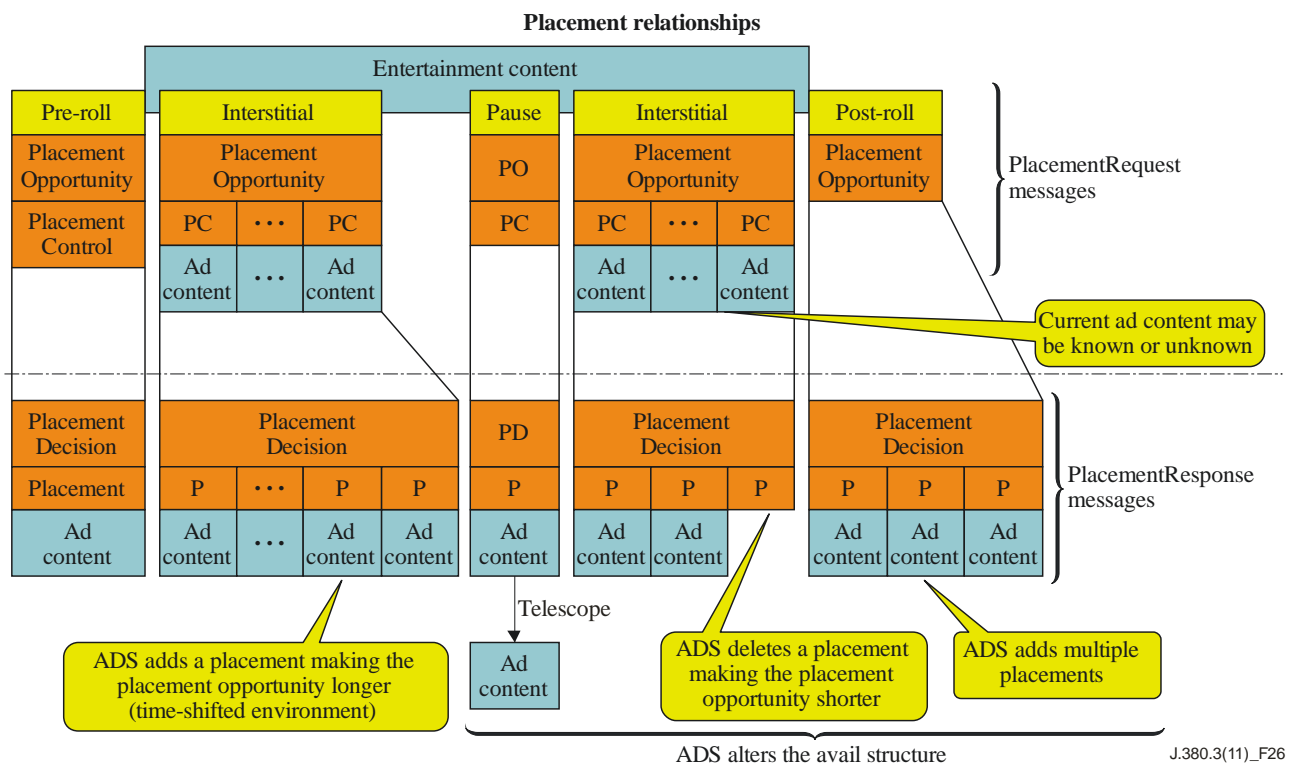 Placement relationships
Entertainment content
Pre-roll
Interstitial
Pause
Interstitial
Post-roll
Placement
Opportunity
Placement
Opportunity
PO
Placement
Opportunity
Placement
Opportunity
PlacementRequest
messages
Placement
Control
PC
...
PC
PC
PC
...
PC
Ad
content
...
Ad
content
Ad
content
...
Ad
content
Current ad content may
be known or unknown
Placement
Decision
Placement
Decision
PD
Placement
Decision
Placement
Decision
PlacementResponse
messages
Placement
P
...
P
P
P
P
P
P
P
P
P
Ad
content
Ad
content
...
Ad
content
Ad
content
Ad
content
Ad
content
Ad
content
Ad
content
Ad
content
Ad
content
Telescope
Ad
content
ADS adds a placement making the
placement opportunity longer
(time-shifted environment)
ADS deletes a placement
making the placement
opportunity shorter
ADS adds multiple
placements
ADS alters the avail structure
J.380.3(11)_F26